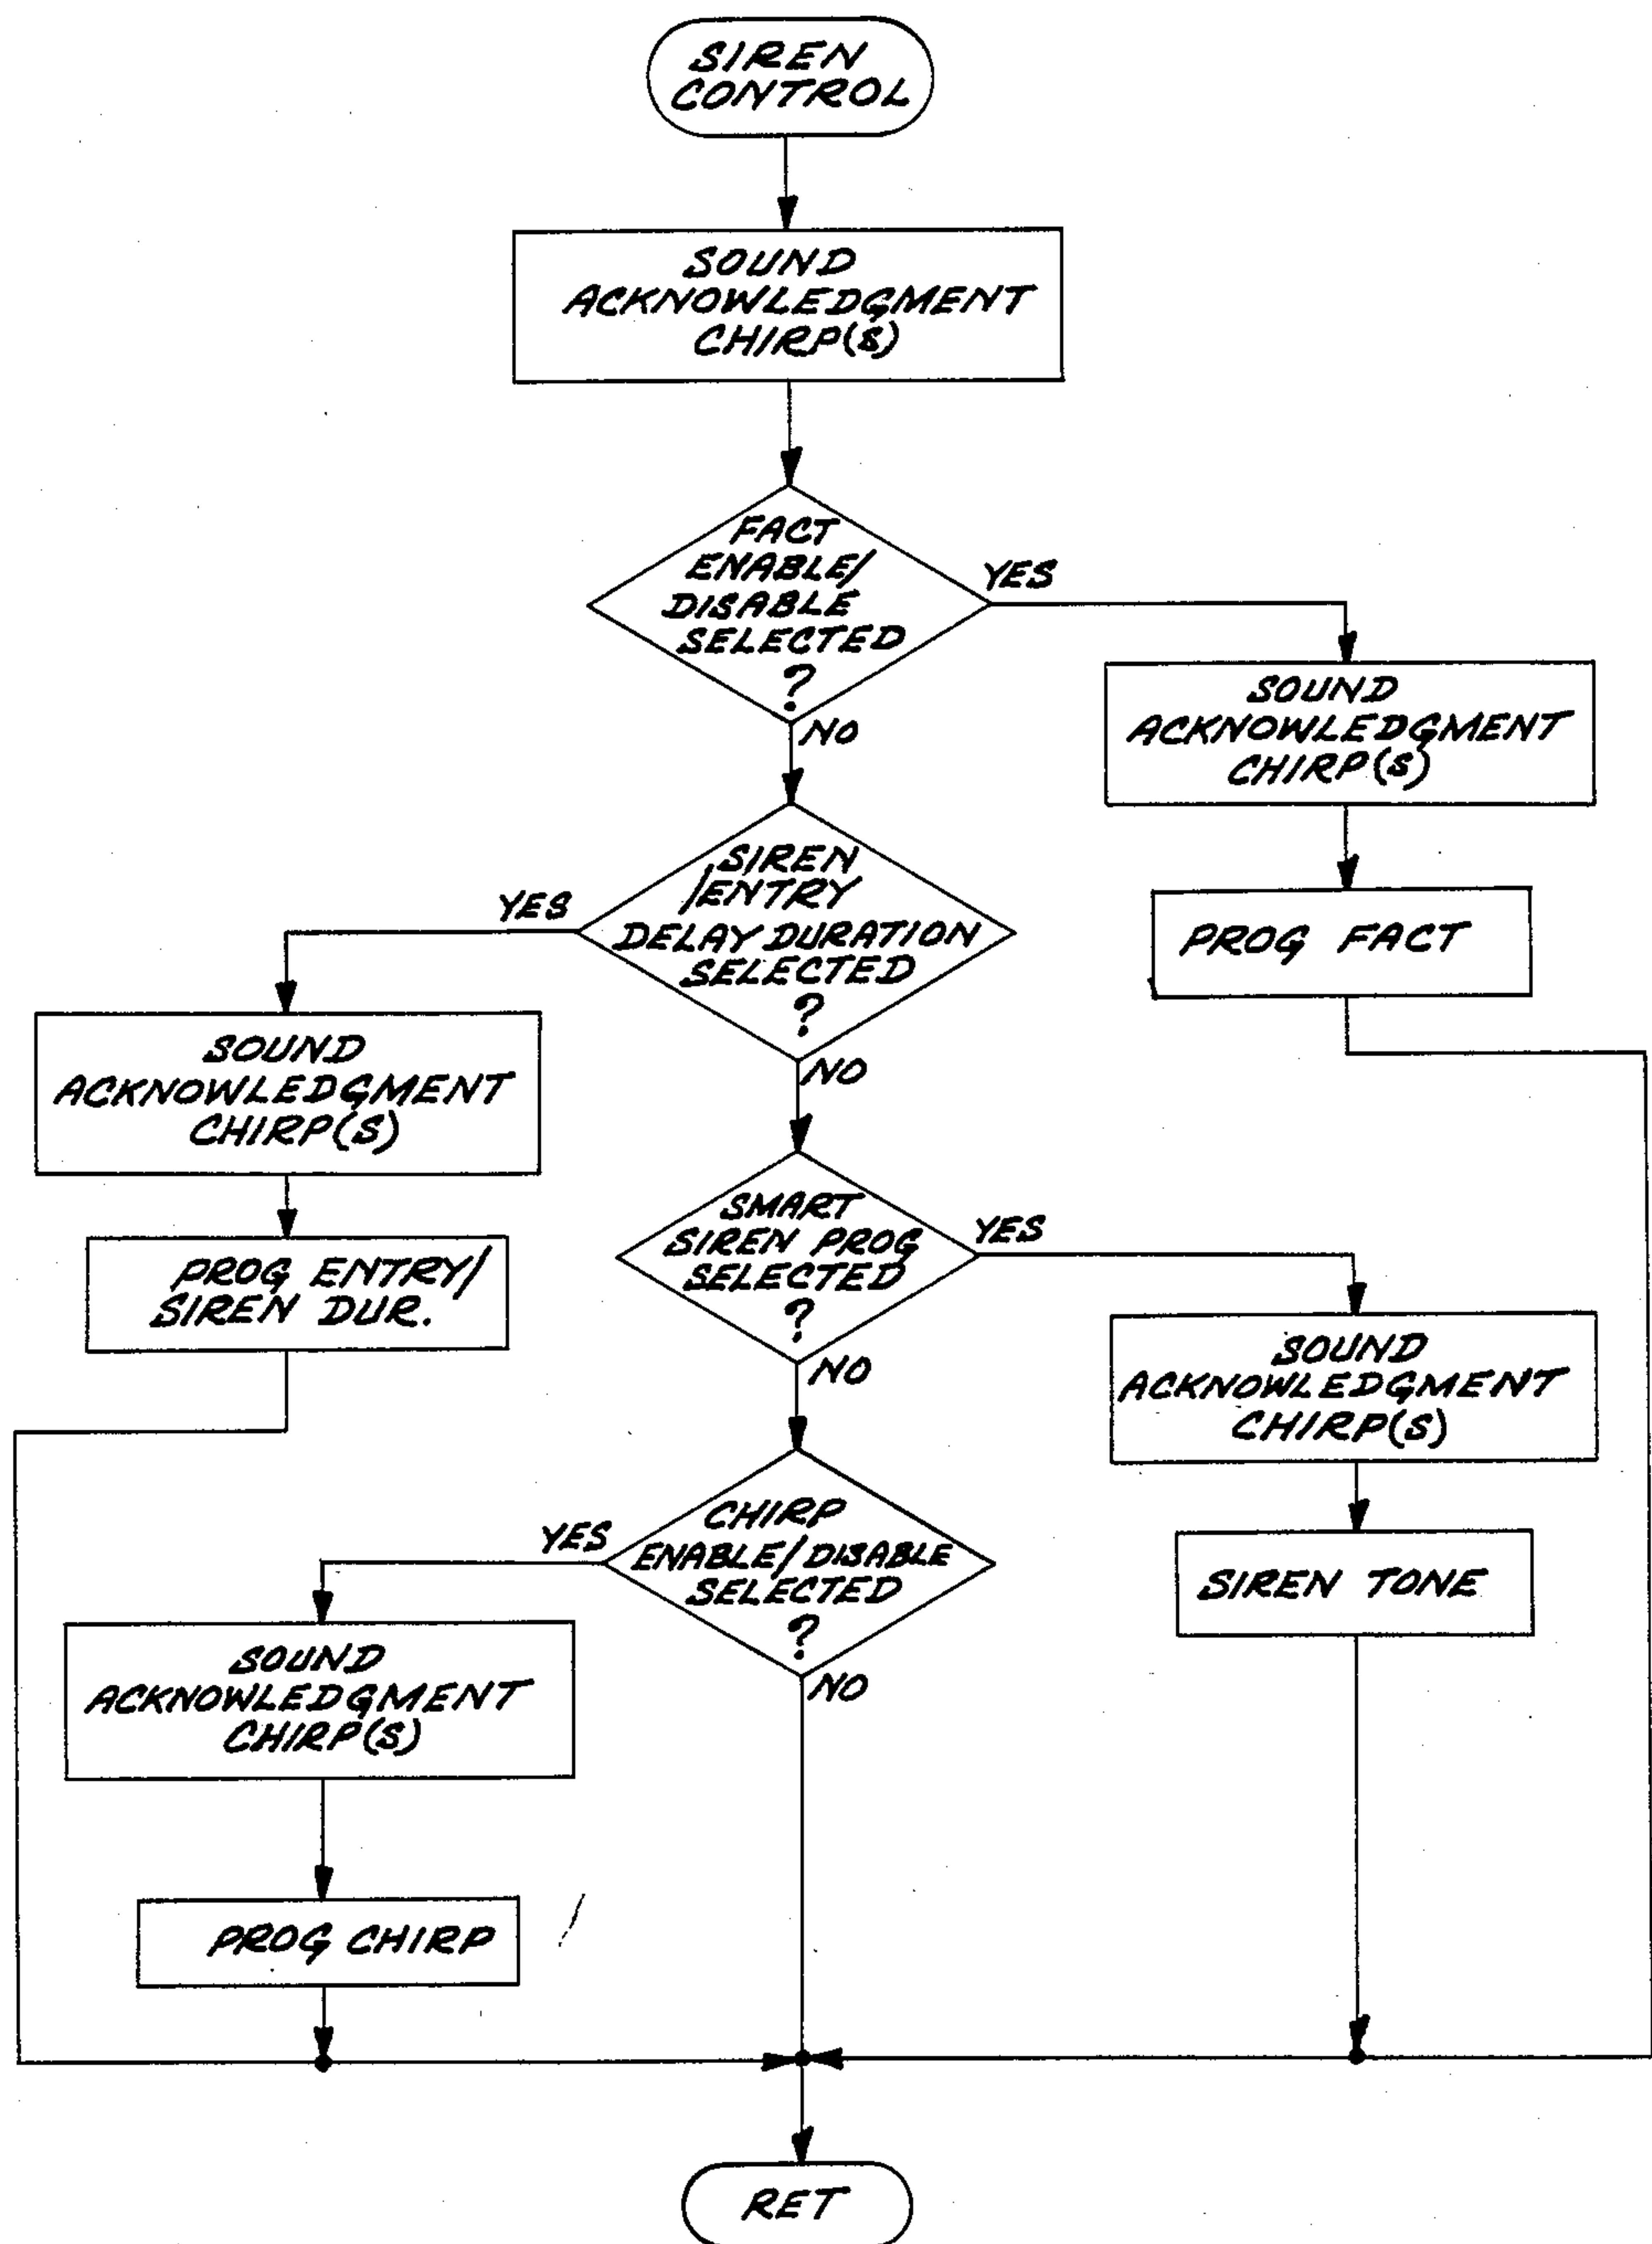 SIREN
CONTROL
SOUND
ACKNOWLEDGMENT
CHIRP(S)
FACT
ENABLE/
DISABLE
SELECTED
?
YES
NO
SOUND
ACKNOWLEDGMENT
CHIRP(S)
PROG FACT
SIREN
/ENTRY
DELAY DURATION
SELECTED
?
YES
NO
SOUND
ACKNOWLEDGMENT
CHIRP(S)
PROG ENTRY/
SIREN DUR.
SMART
SIREN PROG
SELECTED
?
YES
NO
SOUND
ACKNOWLEDGMENT
CHIRP(S)
SIREN TONE
CHIRP
ENABLE/DISABLE
SELECTED
?
YES
NO
SOUND
ACKNOWLEDGMENT
CHIRP(S)
PROG CHIRP
RET